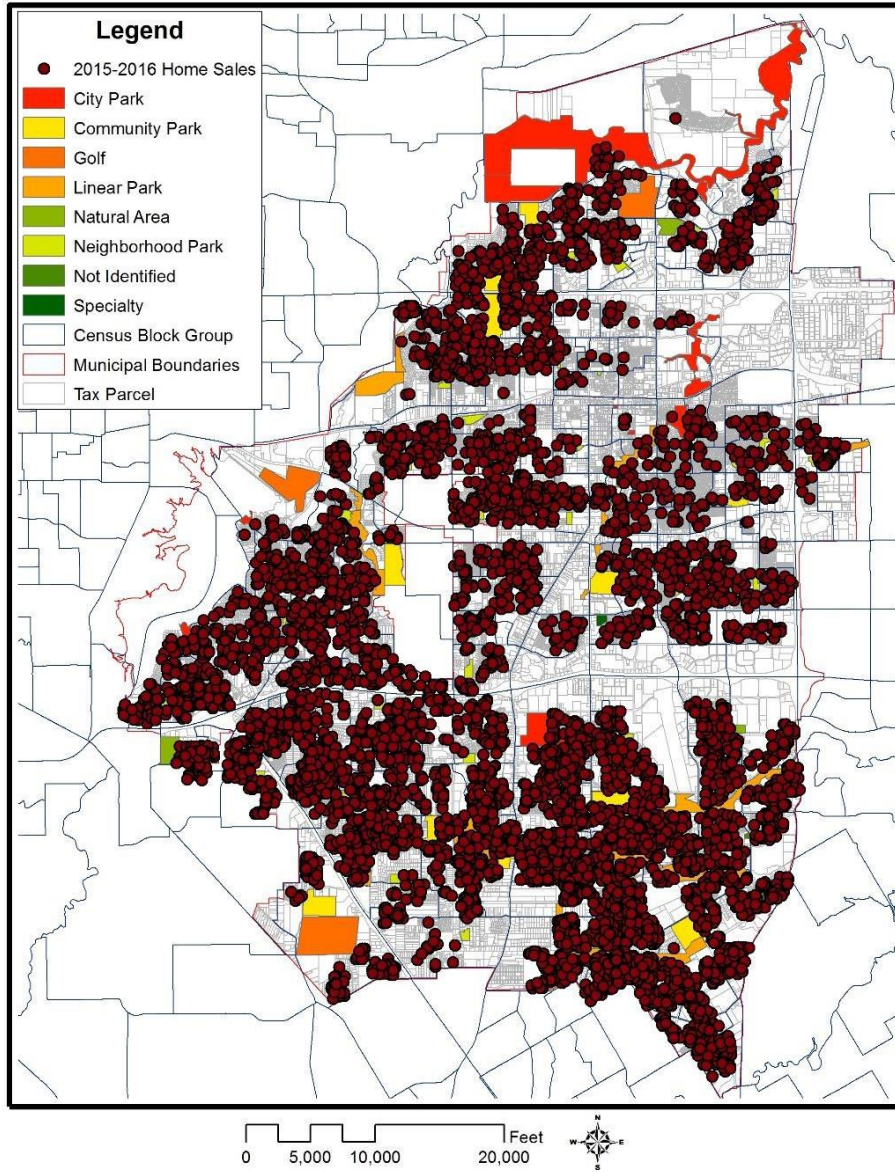 Legend
2015-2016 Home Sales
City Park
Community Park
Golf
Linear Park
Natural Area
Neighborhood Park
Not Identified
Specialty
Census Block Group
Municipal Boundaries
Tax Parcel
Feet
0 5,000 10,000 20,000
N
W E
S